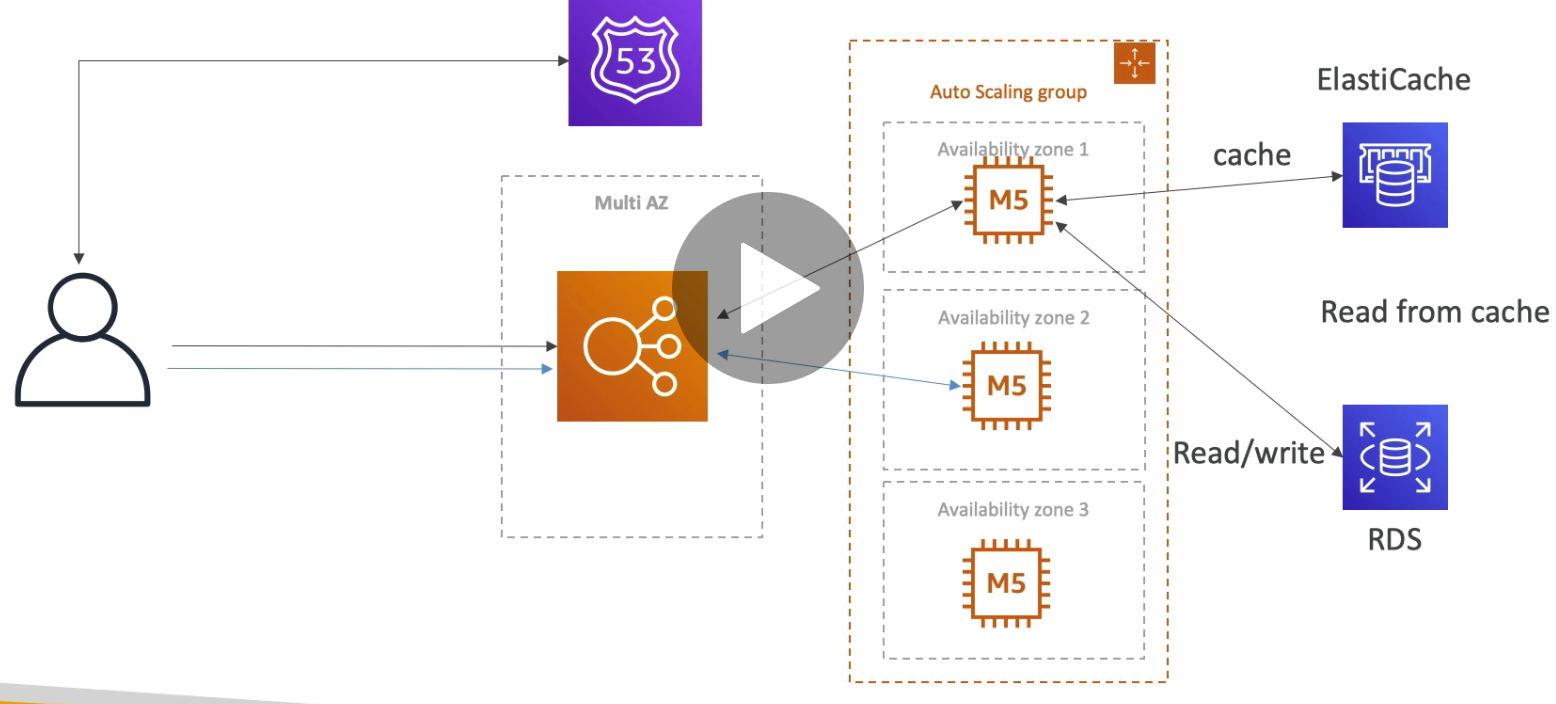 53
ElastiCache
Auto Scaling group
Availability zone 1
cache
M5
Multi AZ
Availability zone 2
Read from cache
M5
Read/write
Availability zone 3
RDS
M5